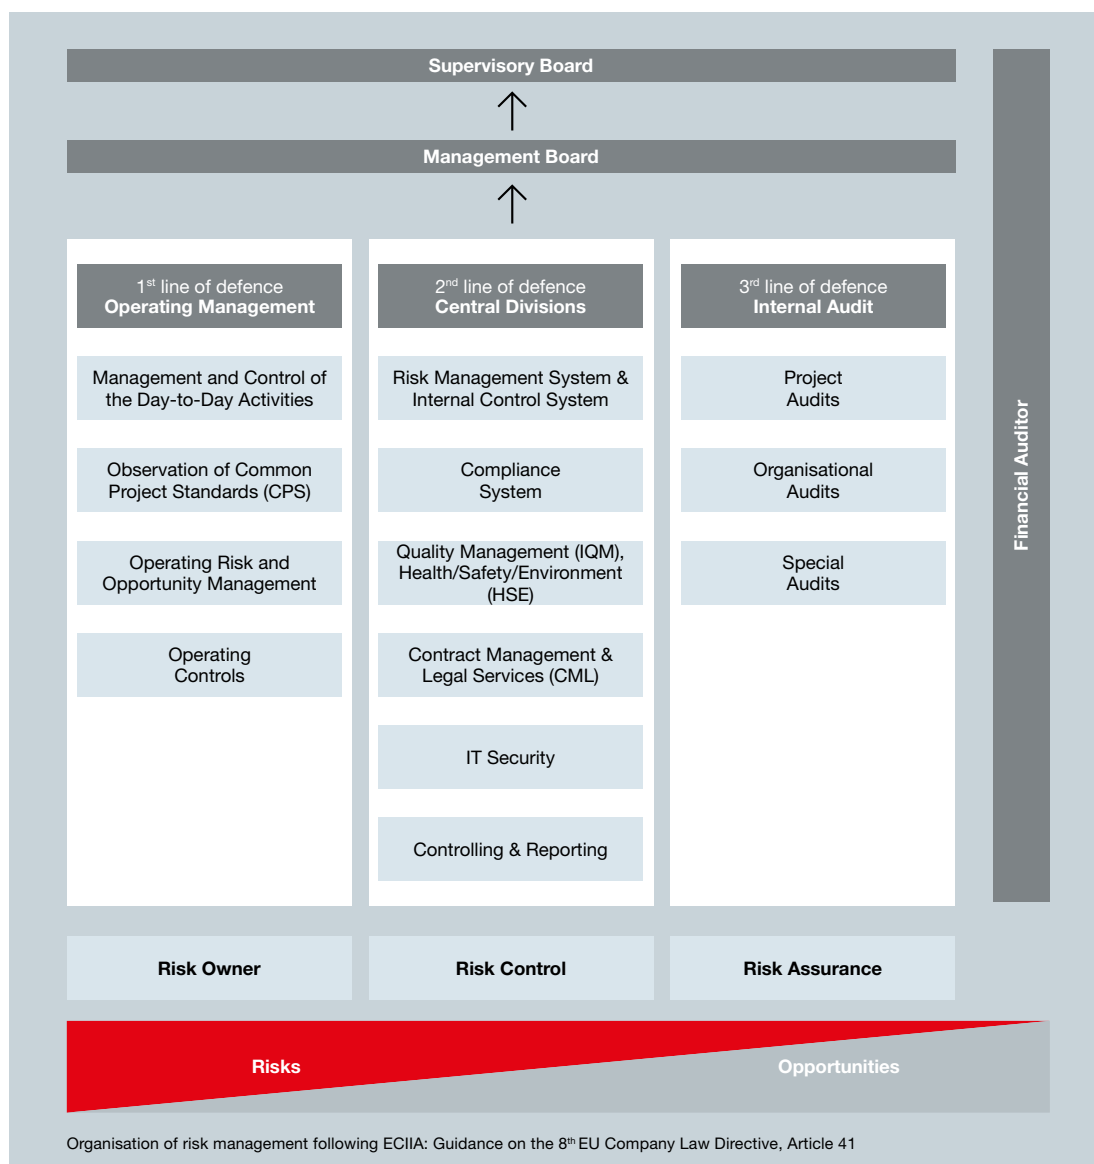 Supervisory Board
Management Board
1st line of defence
Operating Management
Management and Control of
the Day-to-Day Activities
Observation of Common
Project Standards (CPS)
Operating Risk and
Opportunity Management
Operating
Controls
2nd line of defence
Central Divisions
Risk Management System &
Internal Control System
Compliance
System
Quality Management (IQM),
Health/Safety/Environment
(HSE)
Contract Management &
Legal Services (CML)
IT Security
Controlling & Reporting
3rd line of defence
Internal Audit
Project
Audits
Organisational
Audits
Special
Audits
Financial Auditor
Risk Owner
Risk Control
Risk Assurance
Risks
Opportunities
Organisation of risk management following ECIIA: Guidance on the 8th EU Company Law Directive, Article 41